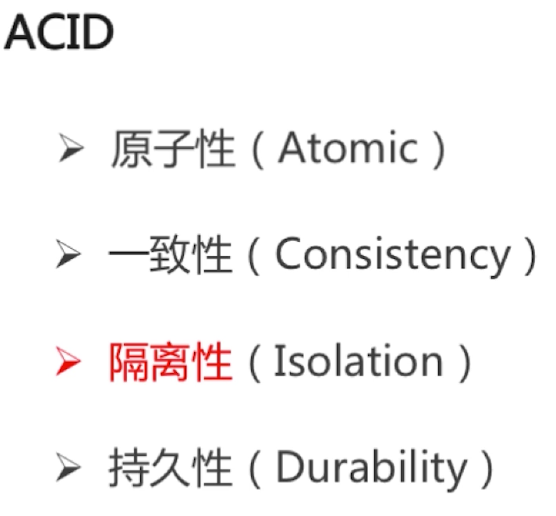 ACID
➢ 原子性（Atomic）
➢ 一致性（Consistency）
➢ 隔离性（Isolation）
➢ 持久性（Durability）